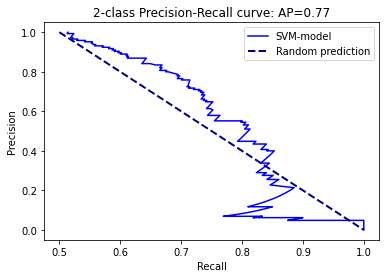 2-class Precision-Recall curve: AP=0.77
SVM-model
Random prediction
Precision
1.0
0.8
0.6
0.4
0.2
0.0
0.5
0.6
0.7
0.8
0.9
1.0
Recall